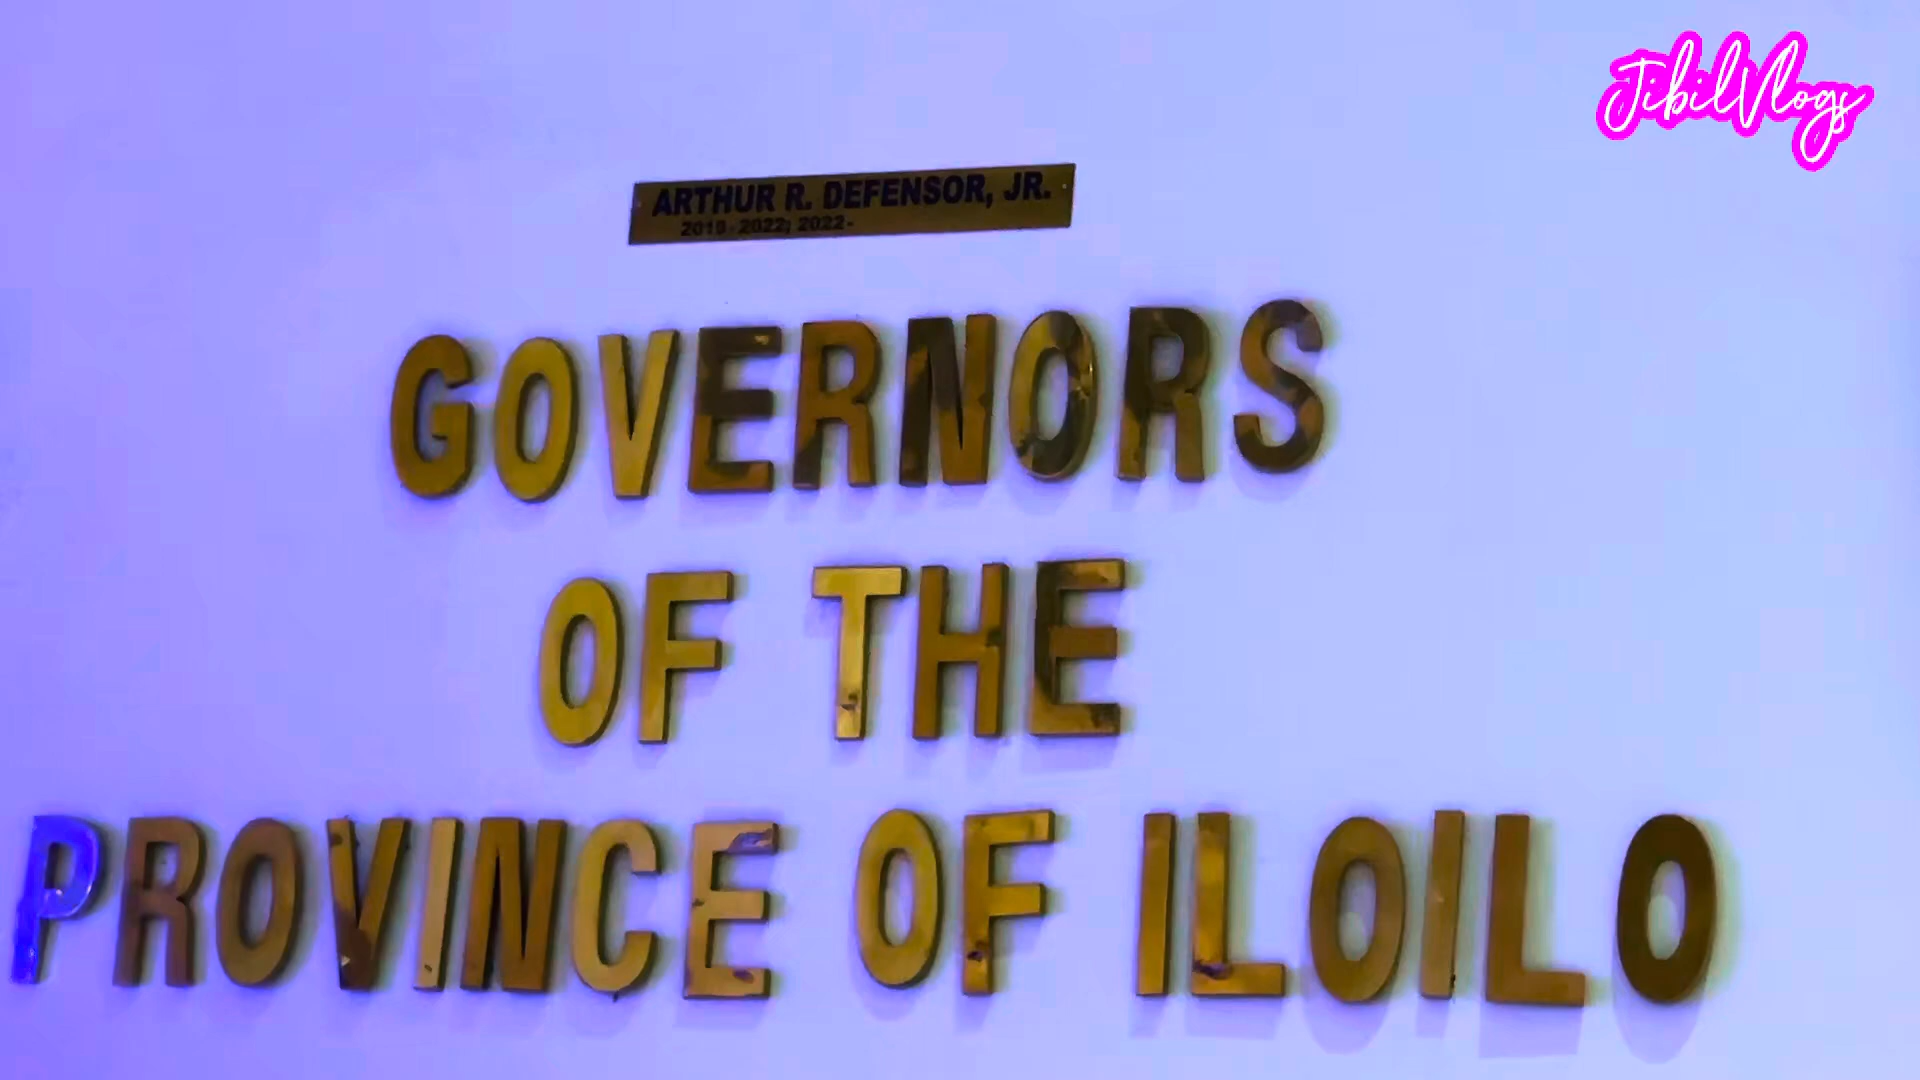 JibilVlogs
ARTHUR R. DEFENSOR, JR.
2019-2022; 2022-
GOVERNORS
OF THE
PROVINCE OF ILOILO